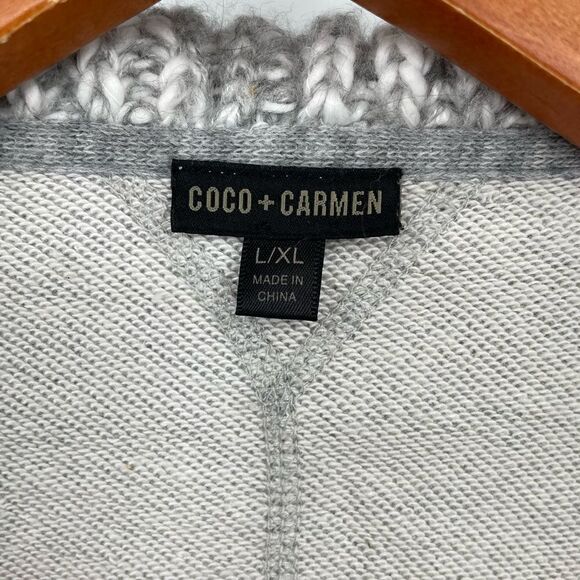 COCO + CARMEN
L/XL
MADE IN
CHINA